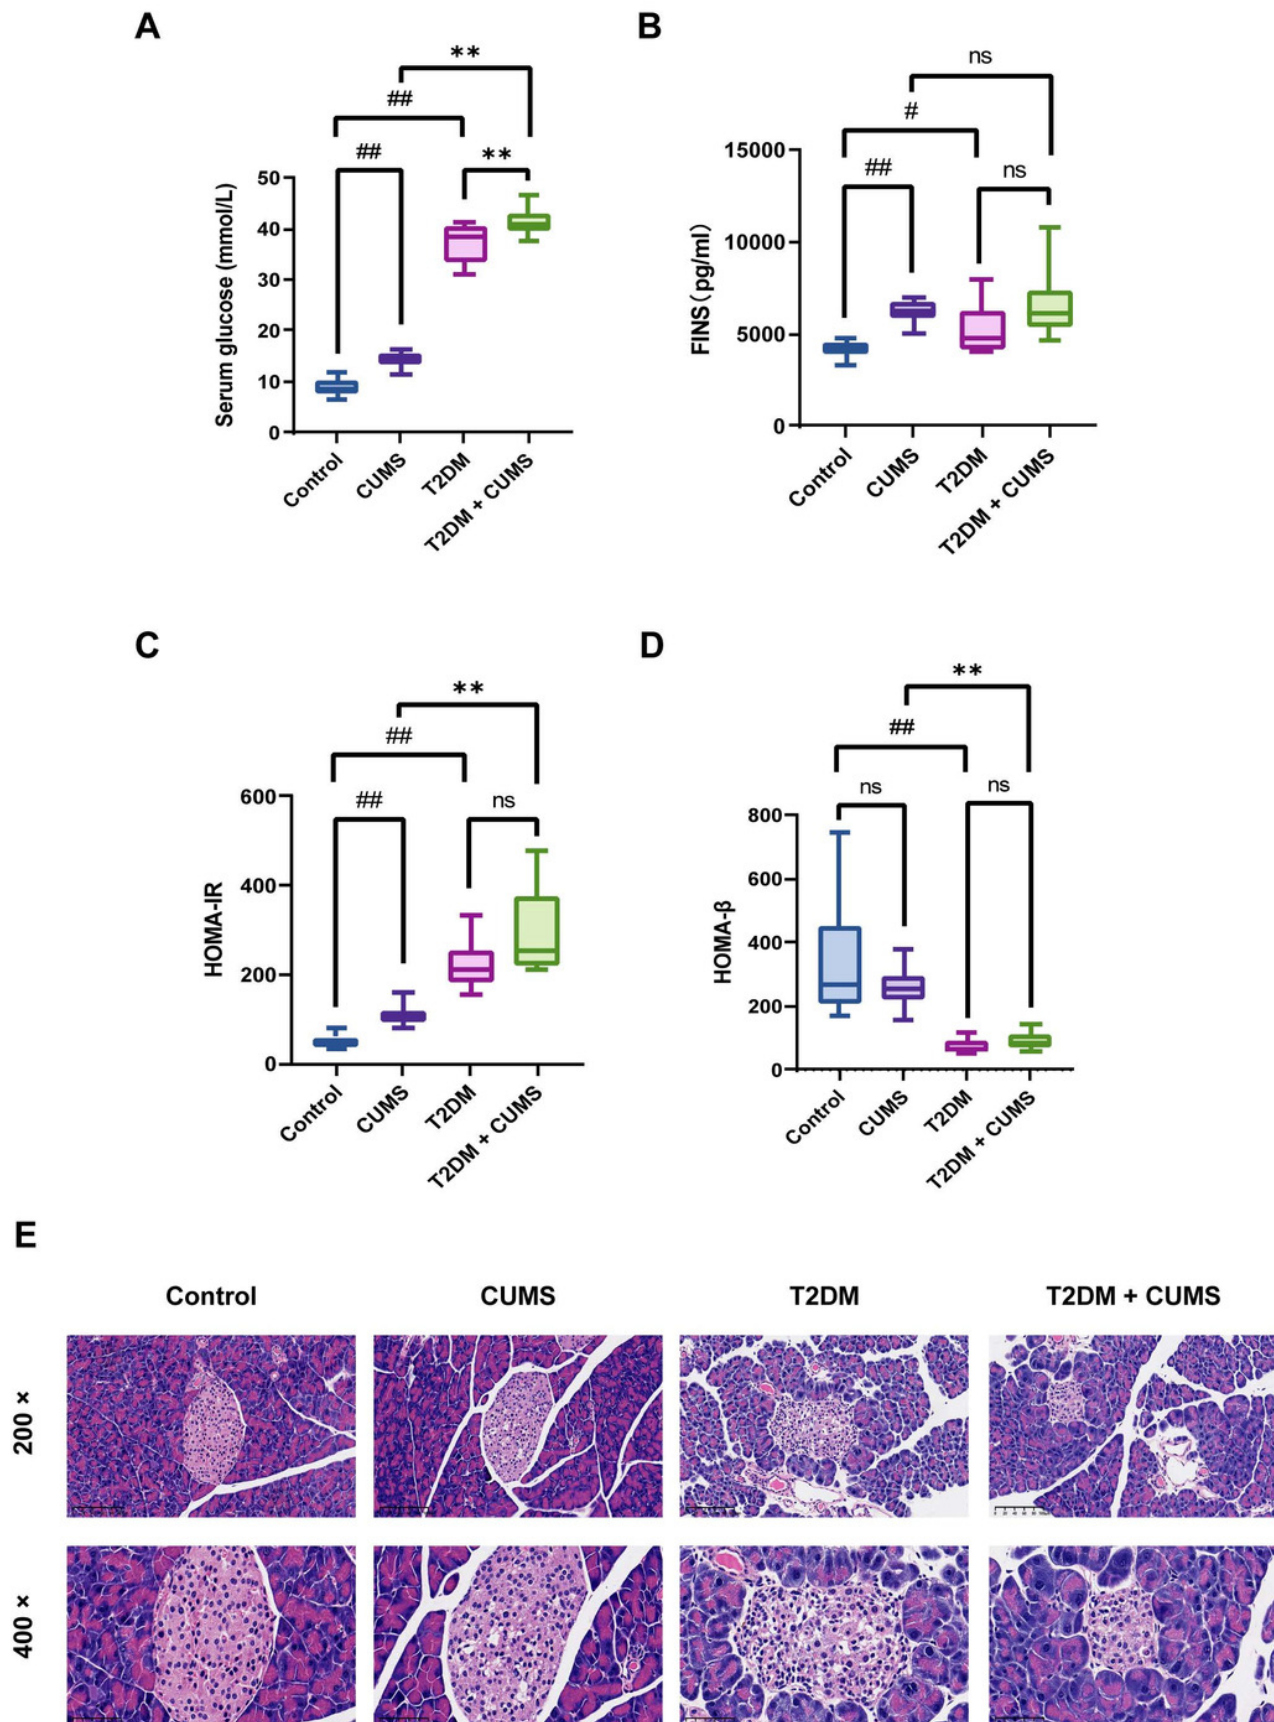 A
B
**
##
##
**
Serum glucose (mmol/L)
50
40
30
20
10
0
Control
CUMS
T2DM
T2DM + CUMS
ns
#
##
ns
FINS(pg/ml)
15000
10000
5000
0
Control
CUMS
T2DM
T2DM + CUMS
C
D
**
##
##
ns
HOMA-IR
600
400
200
0
Control
CUMS
T2DM
T2DM + CUMS
**
##
ns
ns
HOMA-β
800
600
400
200
0
Control
CUMS
T2DM
T2DM + CUMS
E
Control
CUMS
T2DM
T2DM + CUMS
200 ×
400 ×